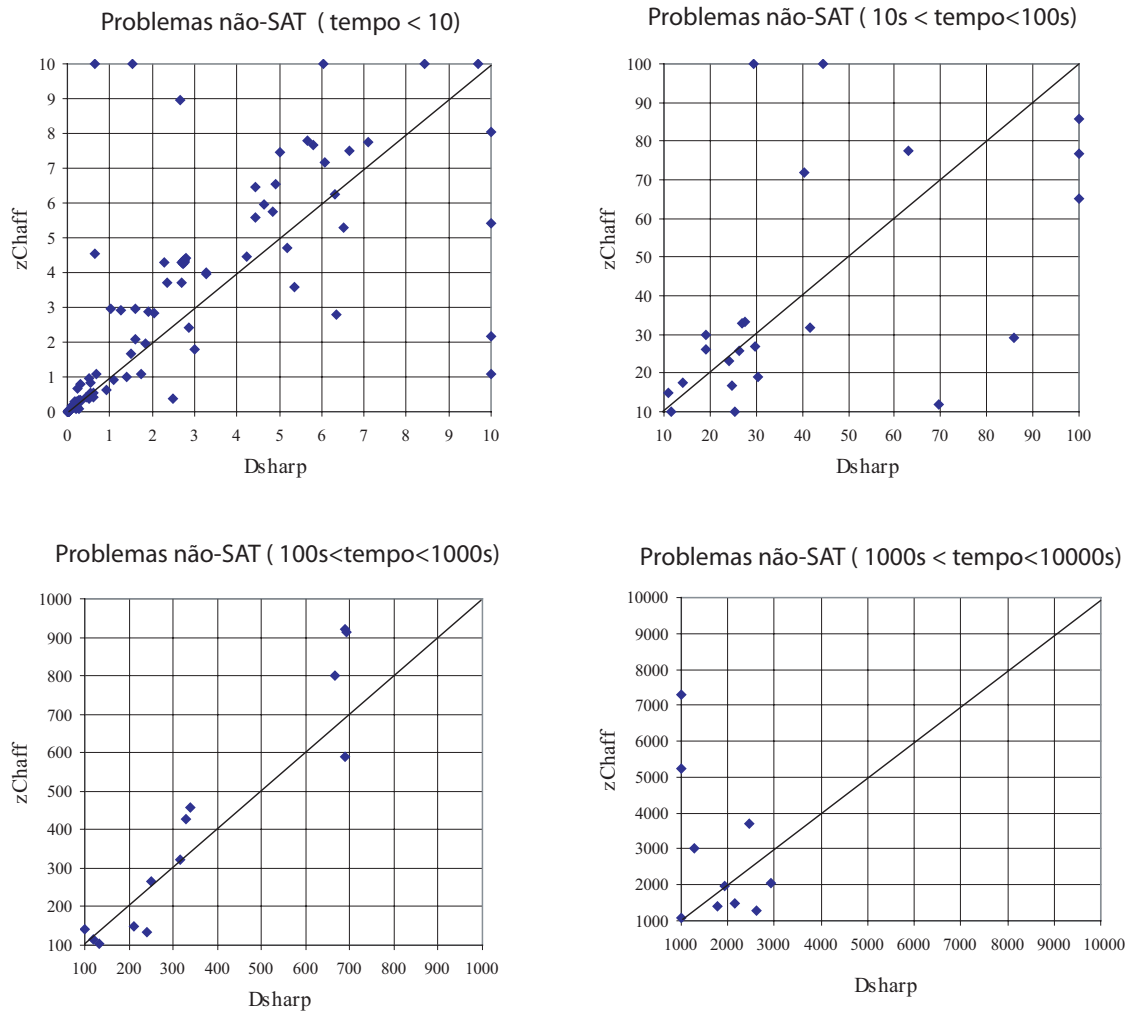 Problemas não-SAT ( tempo < 10)
10
9
8
7
6
5
4
3
2
1
0
zChaff
0 1 2 3 4 5 6 7 8 9 10
Dsharp
Problemas não-SAT ( 10s < tempo<100s)
100
90
80
70
60
50
40
30
20
10
zChaff
10 20 30 40 50 60 70 80 90 100
Dsharp
Problemas não-SAT ( 100s<tempo<1000s)
1000
900
800
700
600
500
400
300
200
100
zChaff
100 200 300 400 500 600 700 800 900 1000
Dsharp
Problemas não-SAT ( 1000s < tempo<10000s)
10000
9000
8000
7000
6000
5000
4000
3000
2000
1000
zChaff
1000 2000 3000 4000 5000 6000 7000 8000 9000 10000
Dsharp